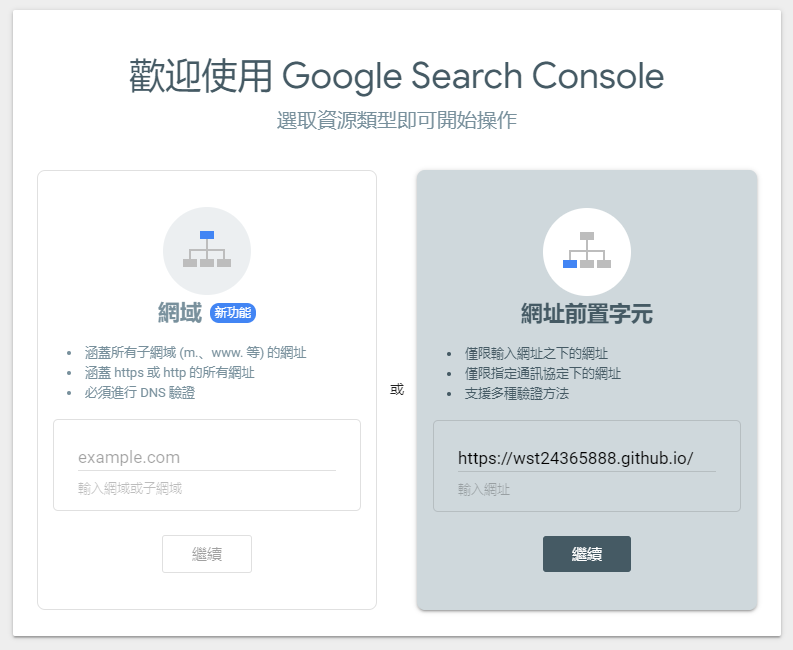 歡迎使用 Google Search Console
選取資源類型即可開始操作
網域 新功能
涵蓋所有子網域 (m.、www. 等) 的網址
涵蓋 https 或 http 的所有網址
必須進行 DNS 驗證
example.com
輸入網域或子網域
繼續
或
網址前置字元
僅限輸入網址之下的網址
僅限指定通訊協定下的網址
支援多種驗證方法
https://wst24365888.github.io/
輸入網址
繼續